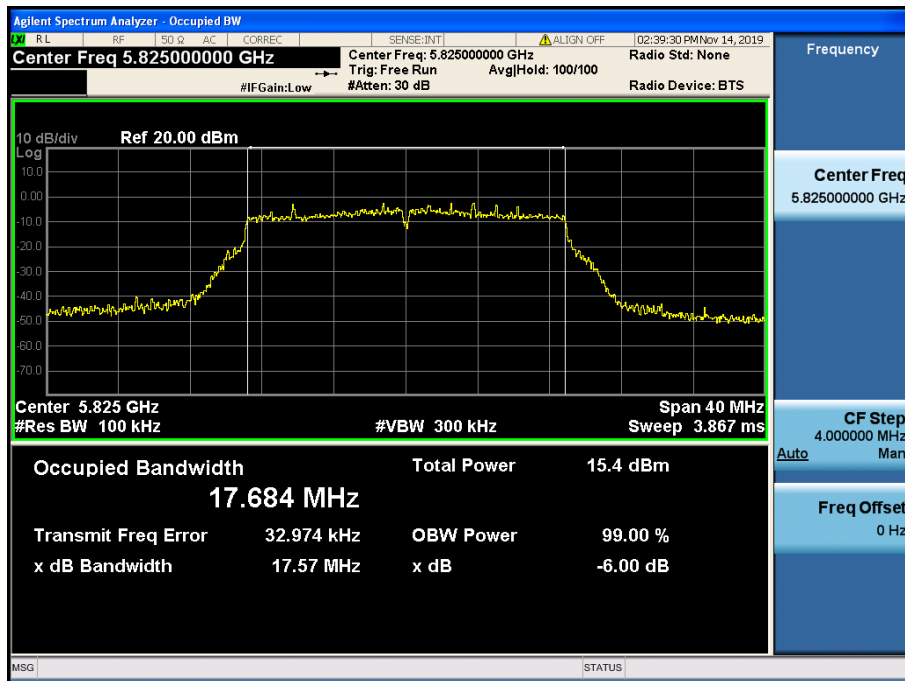 Agilent Spectrum Analyzer - Occupied BW
LXI RL RF 50 Ω AC CORREC SENSE:INT ALIGN OFF 02:39:30 PM Nov 14, 2019
Center Freq 5.825000000 GHz
Center Freq: 5.825000000 GHz
Radio Std: None
Trig: Free Run Avg|Hold: 100/100
#IFGain:Low
#Atten: 30 dB
Radio Device: BTS
10 dB/div Ref 20.00 dBm
Log
10.0
0.00
-10.0
-20.0
-30.0
-40.0
-50.0
-60.0
-70.0
Center 5.825 GHz Span 40 MHz
#Res BW 100 kHz #VBW 300 kHz Sweep 3.867 ms
Occupied Bandwidth Total Power 15.4 dBm
17.684 MHz
Transmit Freq Error 32.974 kHz OBW Power 99.00 %
x dB Bandwidth 17.57 MHz x dB -6.00 dB
MSG STATUS
Frequency
Center Freq
5.825000000 GHz
CF Step
4.000000 MHz
Auto Man
Freq Offset
0 Hz